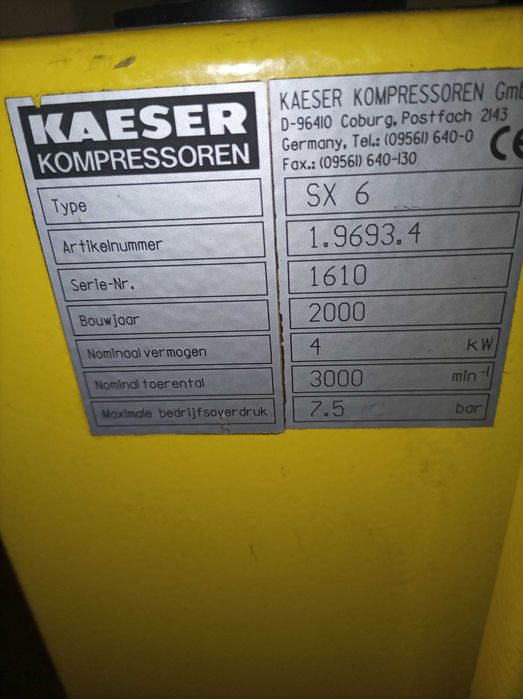 KAESER
KOMPRESSOREN
KAESER KOMPRESSOREN Gmb
D-96410 Coburg, Postfach 2143
Germany, Tel.: (09561) 640-0
Fax.: (09561) 640-130
CE
Type SX 6
Artikelnummer 1.9693.4
Serie-Nr. 1610
Bouwjaar 2000
Nominaal vermogen 4 kW
Nominal toerental 3000 min⁻¹
Maximale bedrijfsoverdruk 7.5 bar